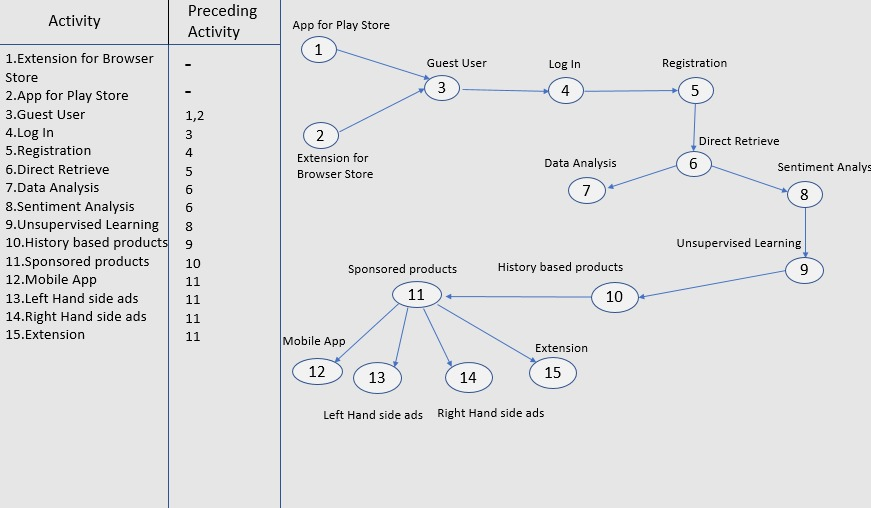 Activity
Preceding
Activity
1.Extension for Browser
Store
-
2.App for Play Store
-
3.Guest User
1,2
4.Log In
3
5.Registration
4
6.Direct Retrieve
5
7.Data Analysis
6
8.Sentiment Analysis
6
9.Unsupervised Learning
8
10.History based products
9
11.Sponsored products
10
12.Mobile App
11
13.Left Hand side ads
11
14.Right Hand side ads
11
15.Extension
11
App for Play Store
1
Guest User
3
Log In
4
Registration
5
2
Extension for
Browser Store
Direct Retrieve
6
Data Analysis
7
Sentiment Analys
8
Unsupervised Learning
9
History based products
10
Sponsored products
11
Mobile App
12
13
14
Extension
15
Left Hand side ads
Right Hand side ads